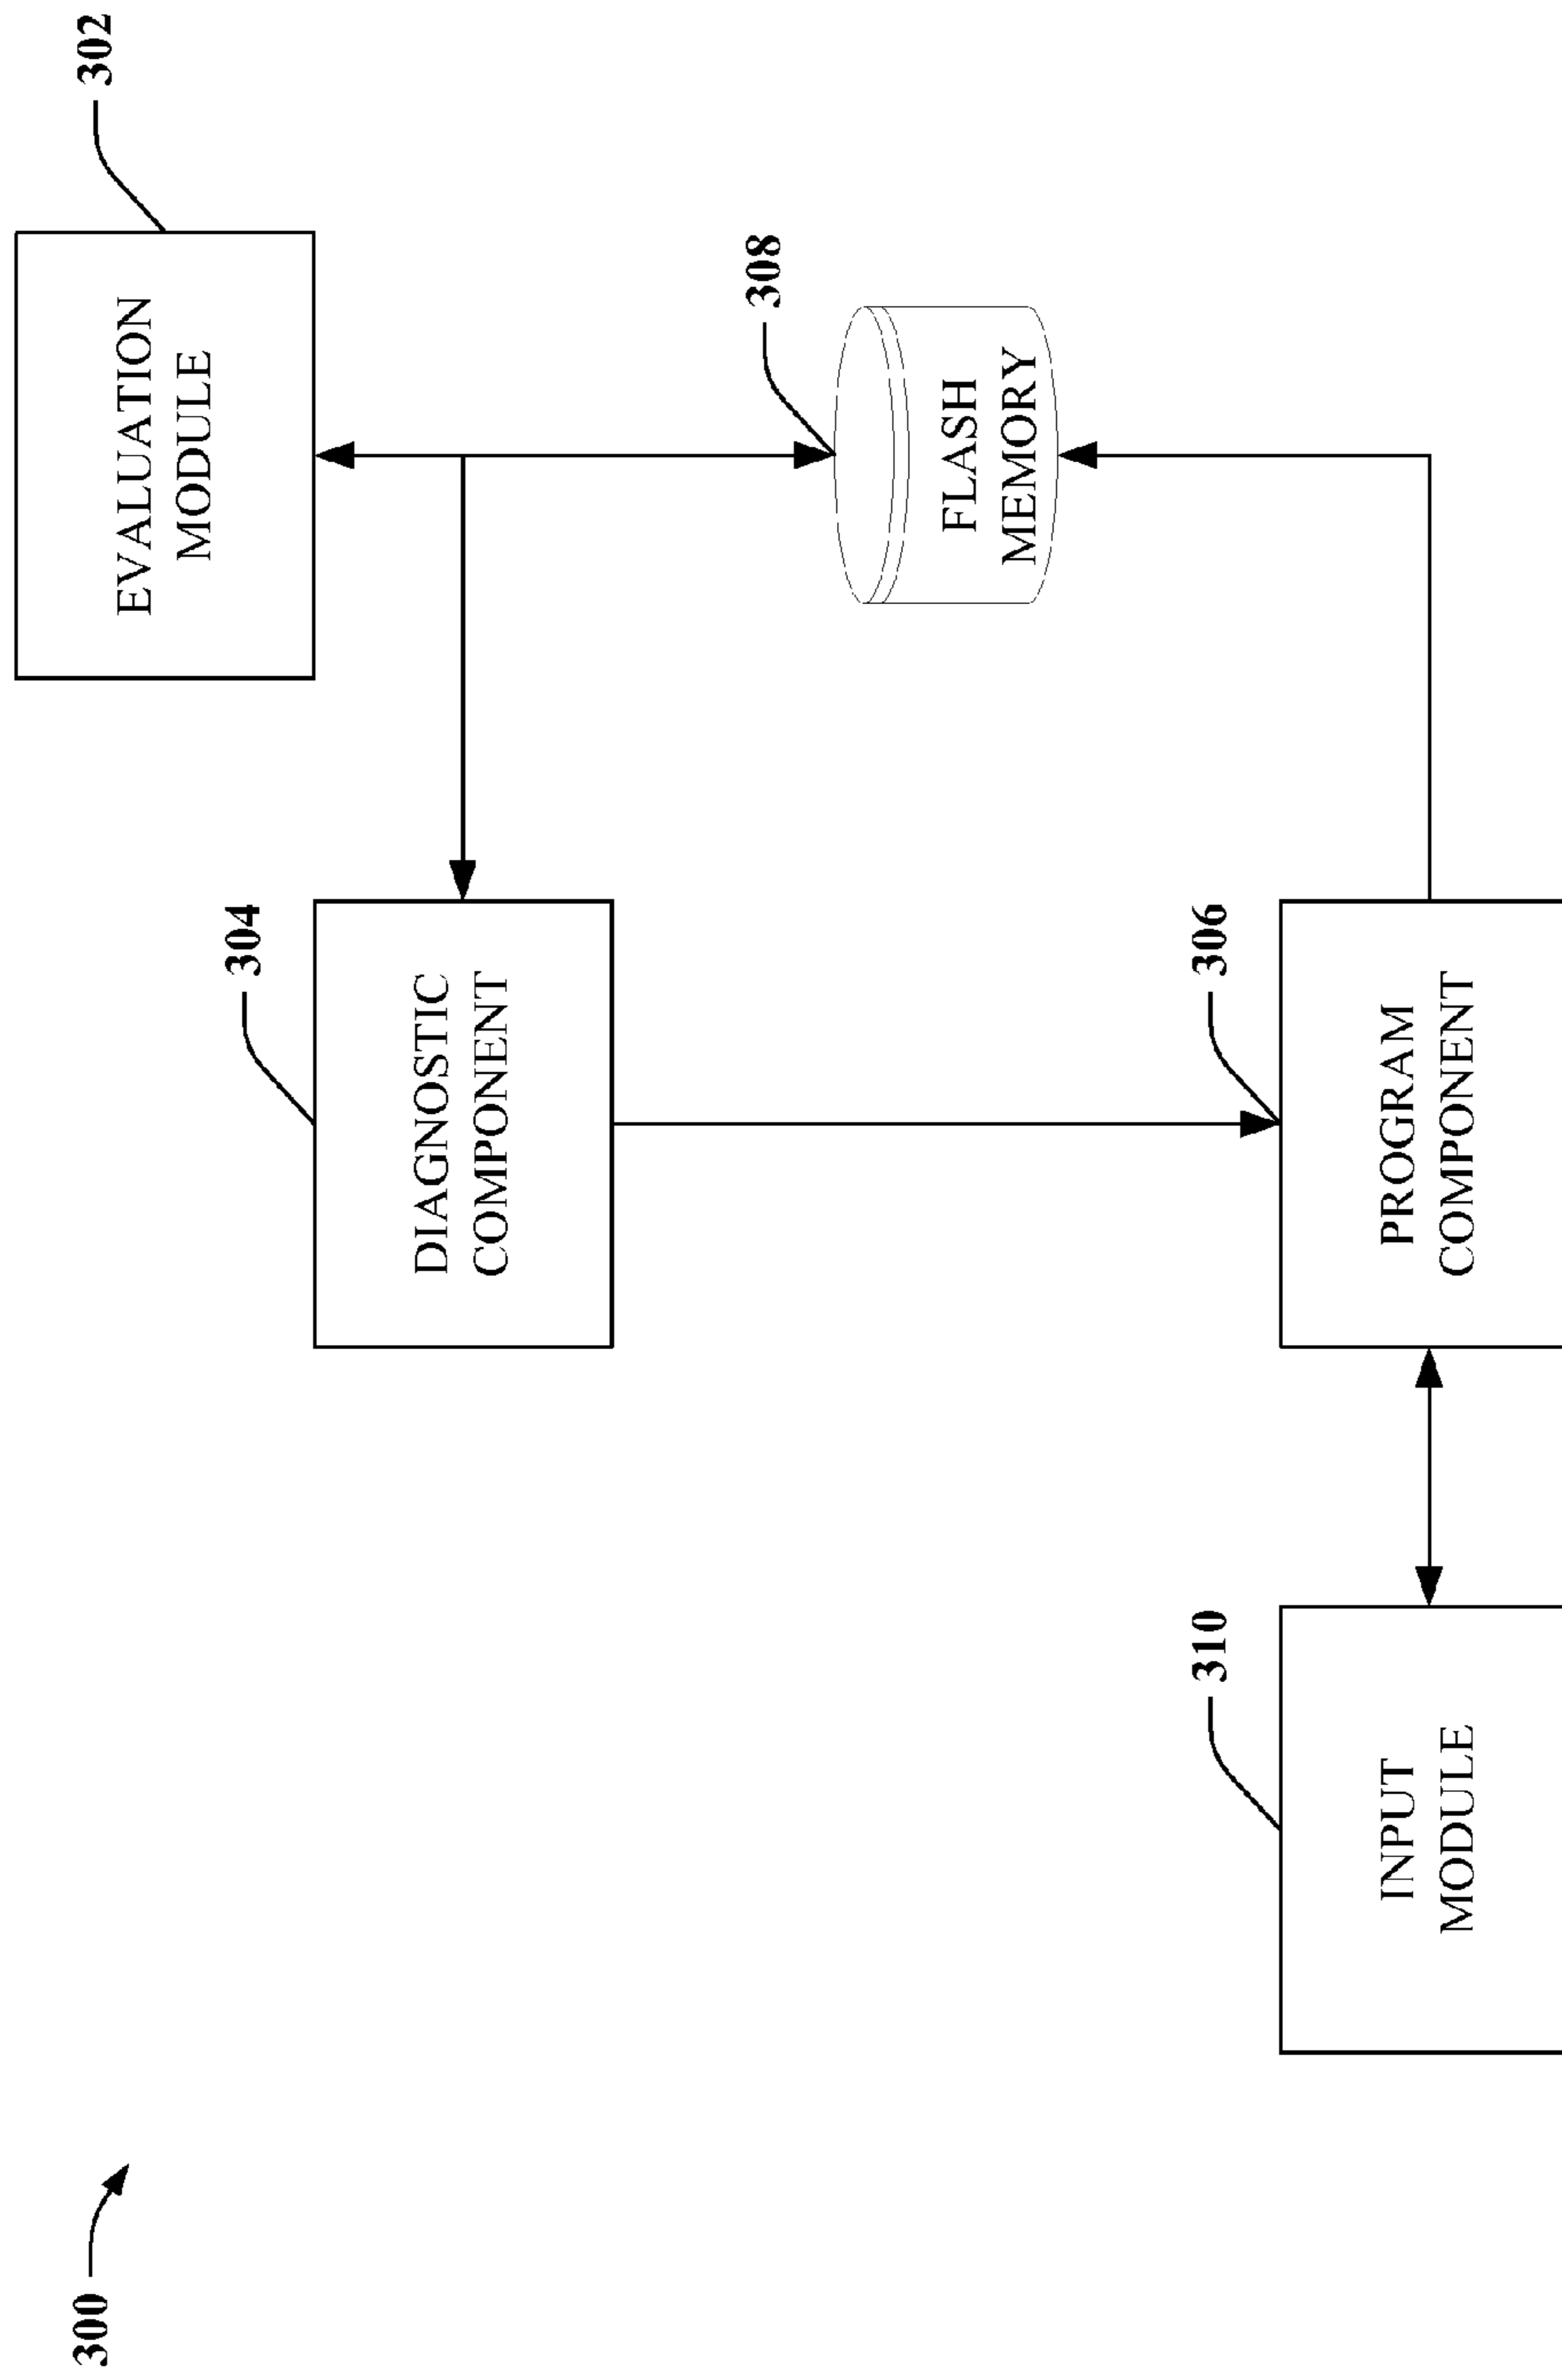 300
302
EVALUATION
MODULE
304
DIAGNOSTIC
COMPONENT
308
FLASH
MEMORY
310
INPUT
MODULE
306
PROGRAM
COMPONENT